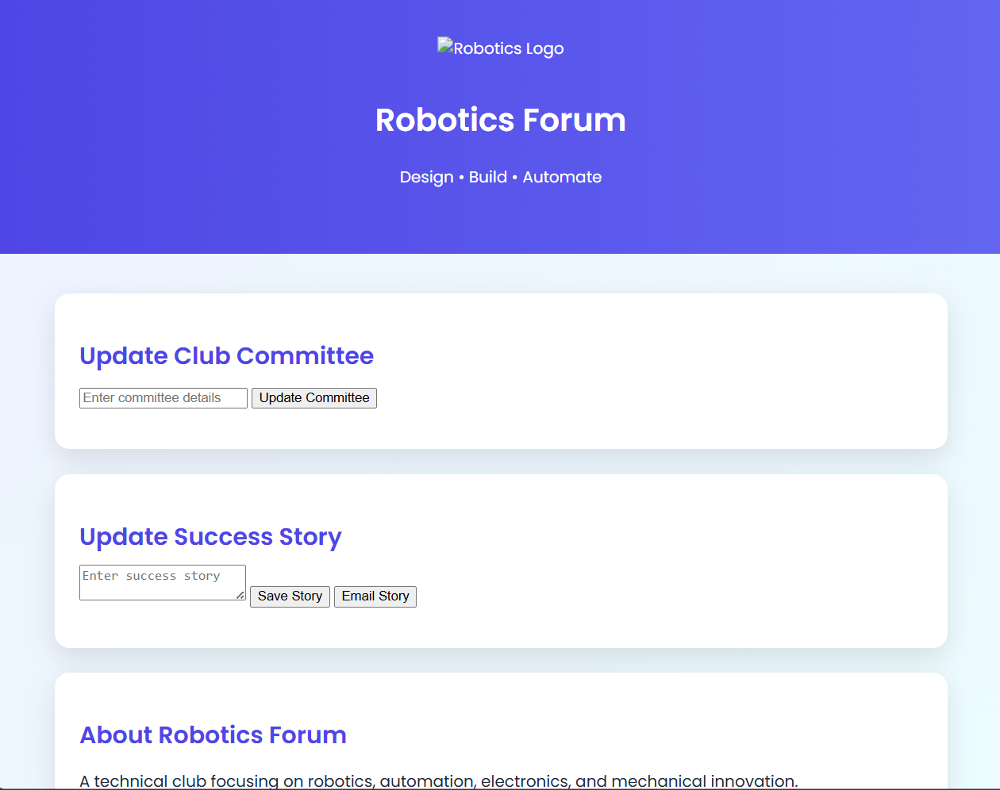 Robotics Logo
Robotics Forum
Design • Build • Automate
Update Club Committee
Enter committee details Update Committee
Update Success Story
Enter success story Save Story Email Story
About Robotics Forum
A technical club focusing on robotics, automation, electronics, and mechanical innovation.